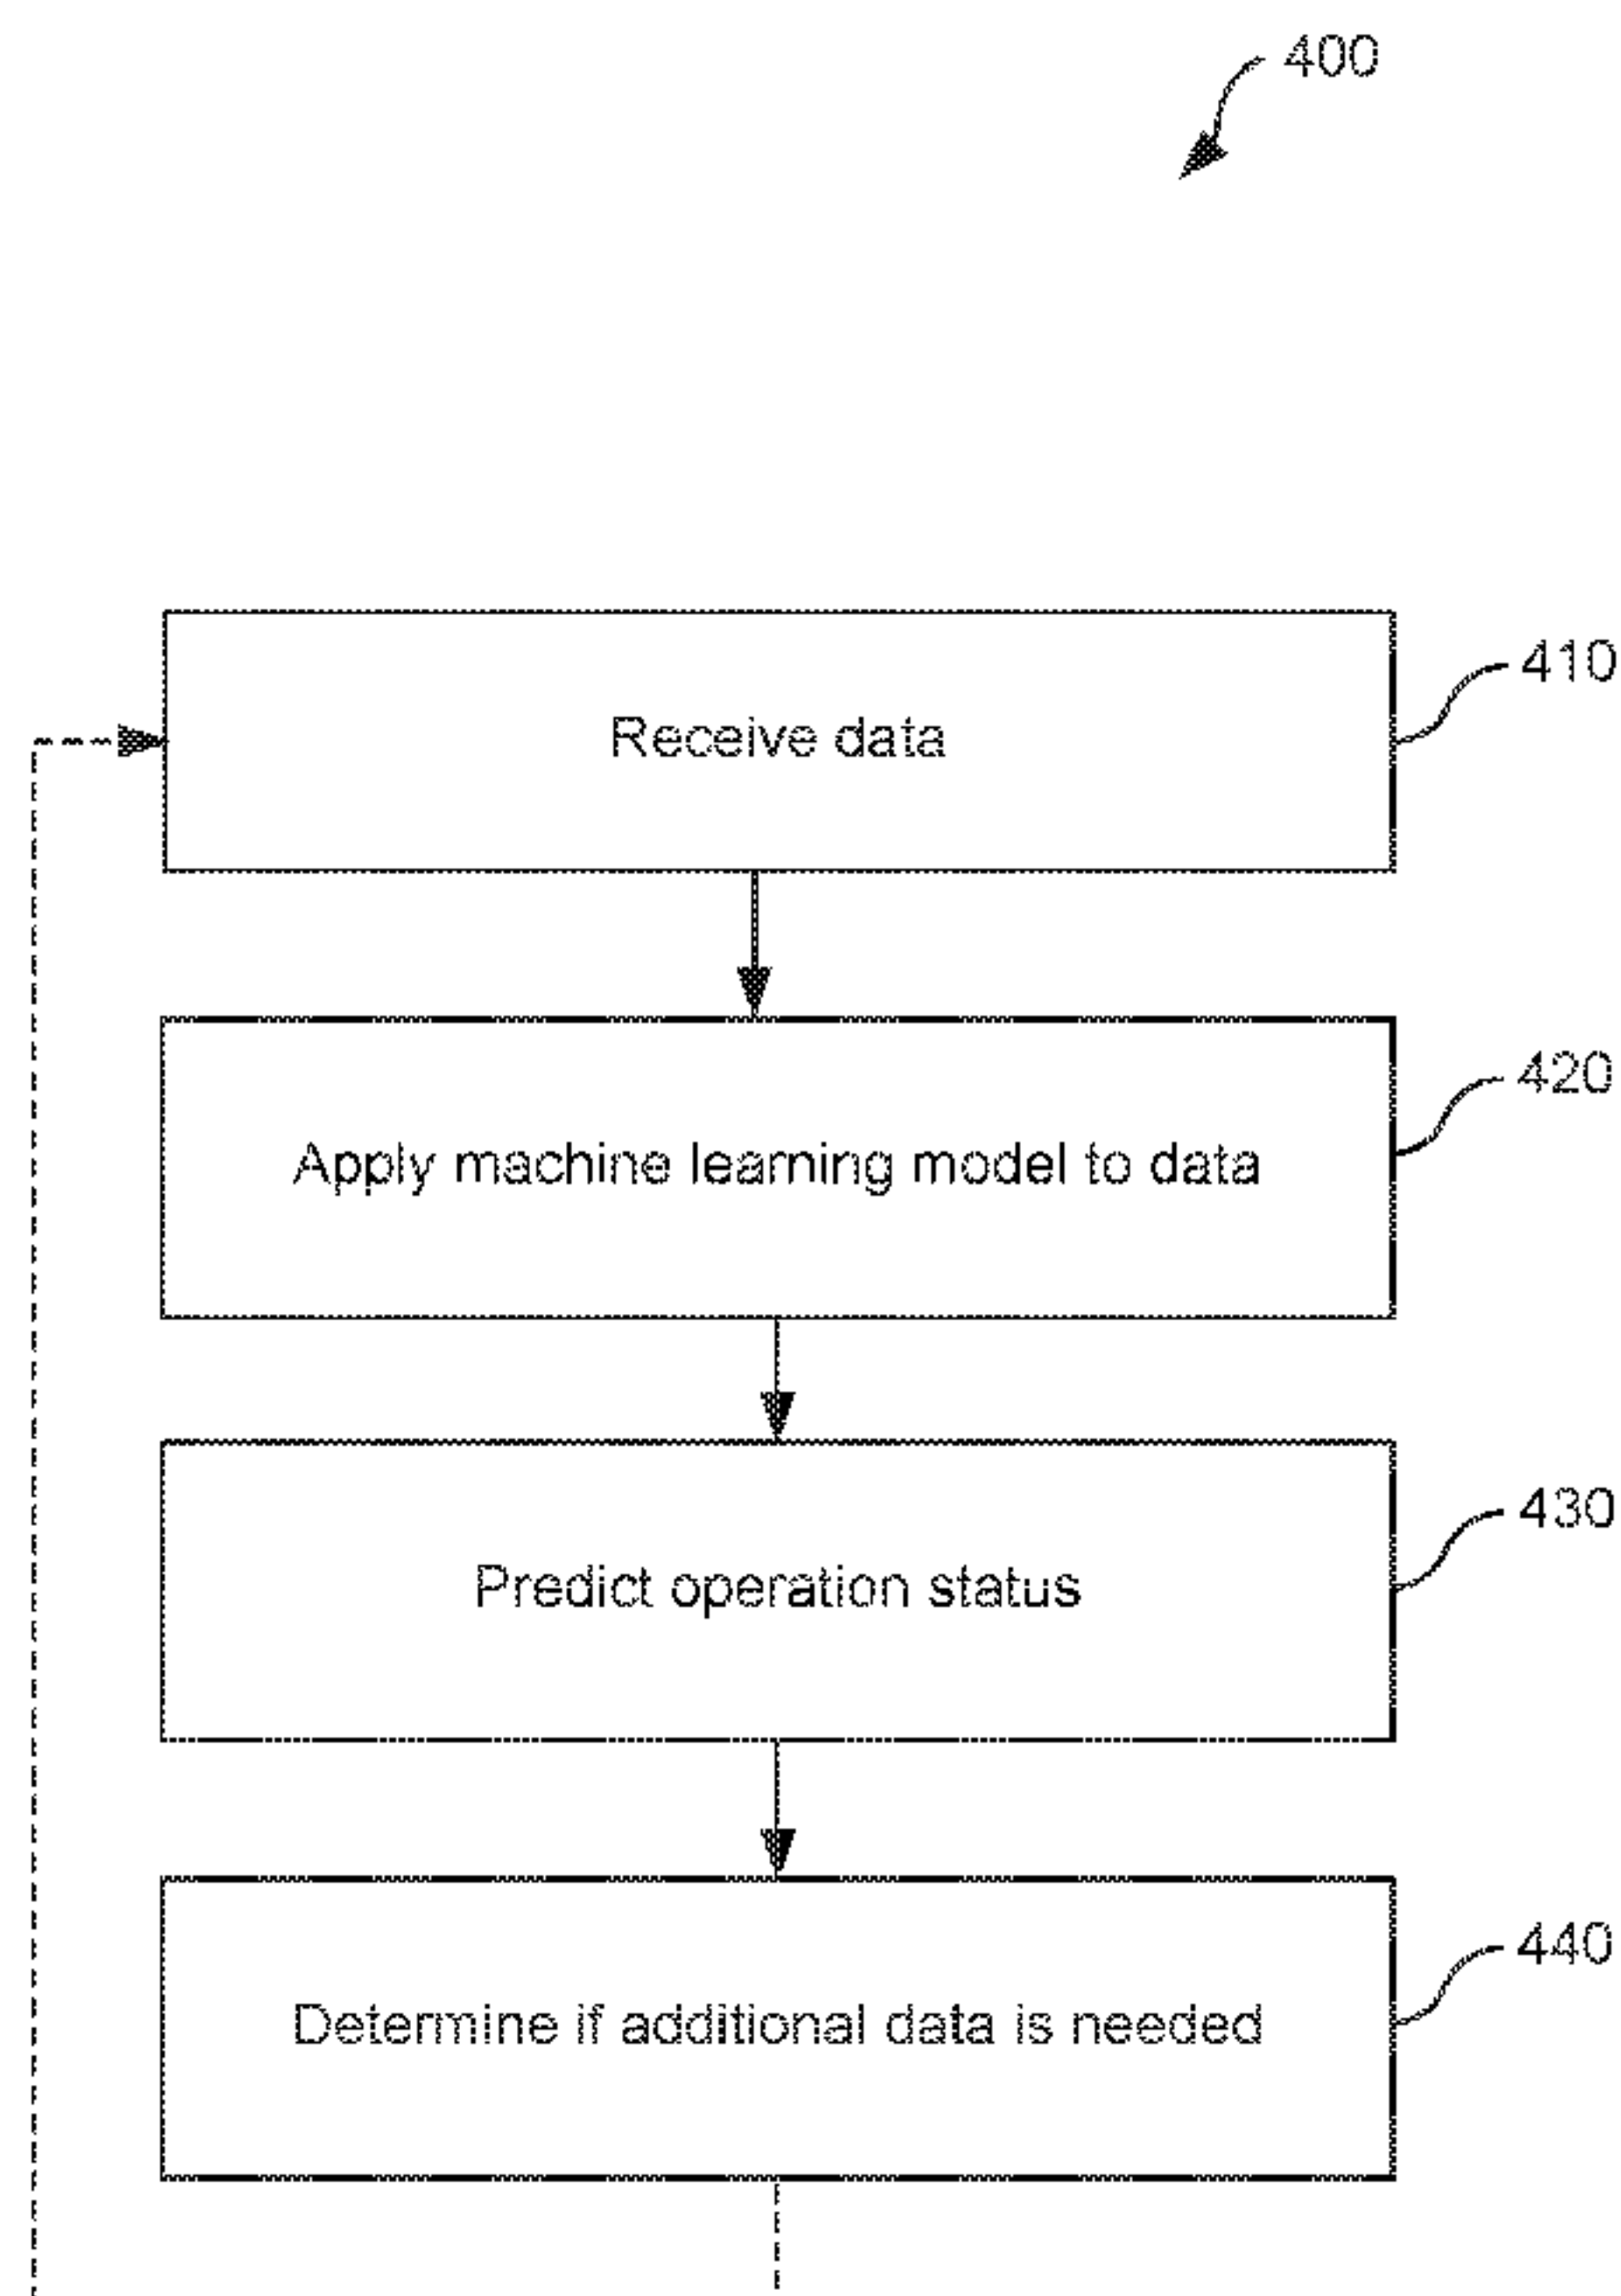 400
Receive data
410
Apply machine learning model to data
420
Predict operation status
430
Determine if additional data is needed
440